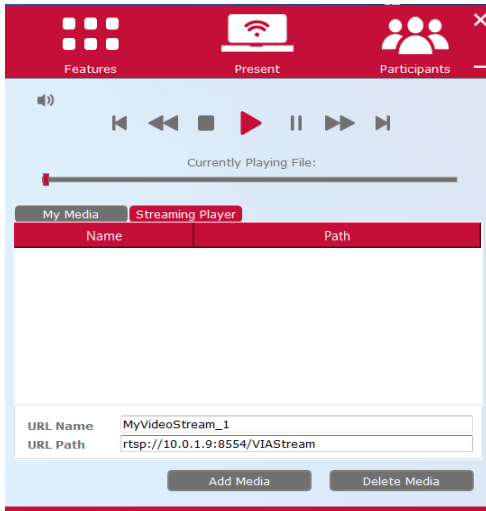 Features Present Participants
Currently Playing File:
My Media Streaming Player
Name Path
URL Name MyVideoStream_1
URL Path rtsp://10.0.1.9:8554/VIAStream
Add Media Delete Media